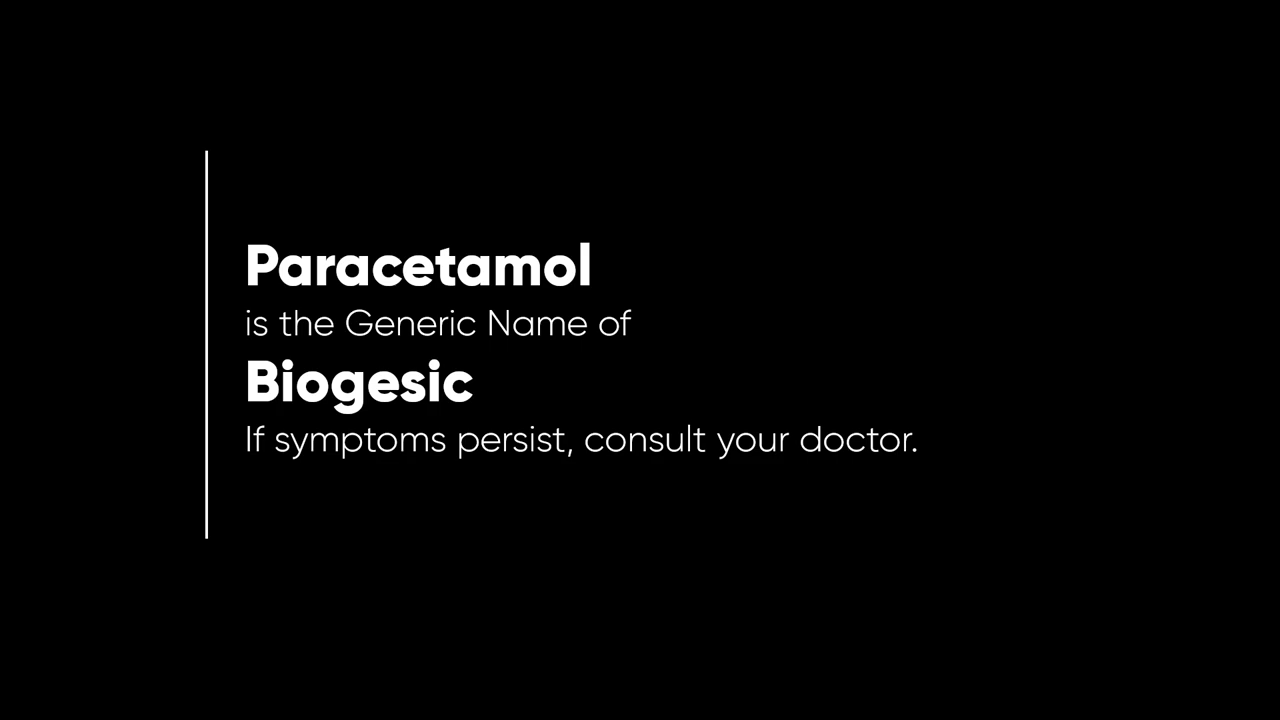 Paracetamol
is the Generic Name of
Biogesic
If symptoms persist, consult your doctor.